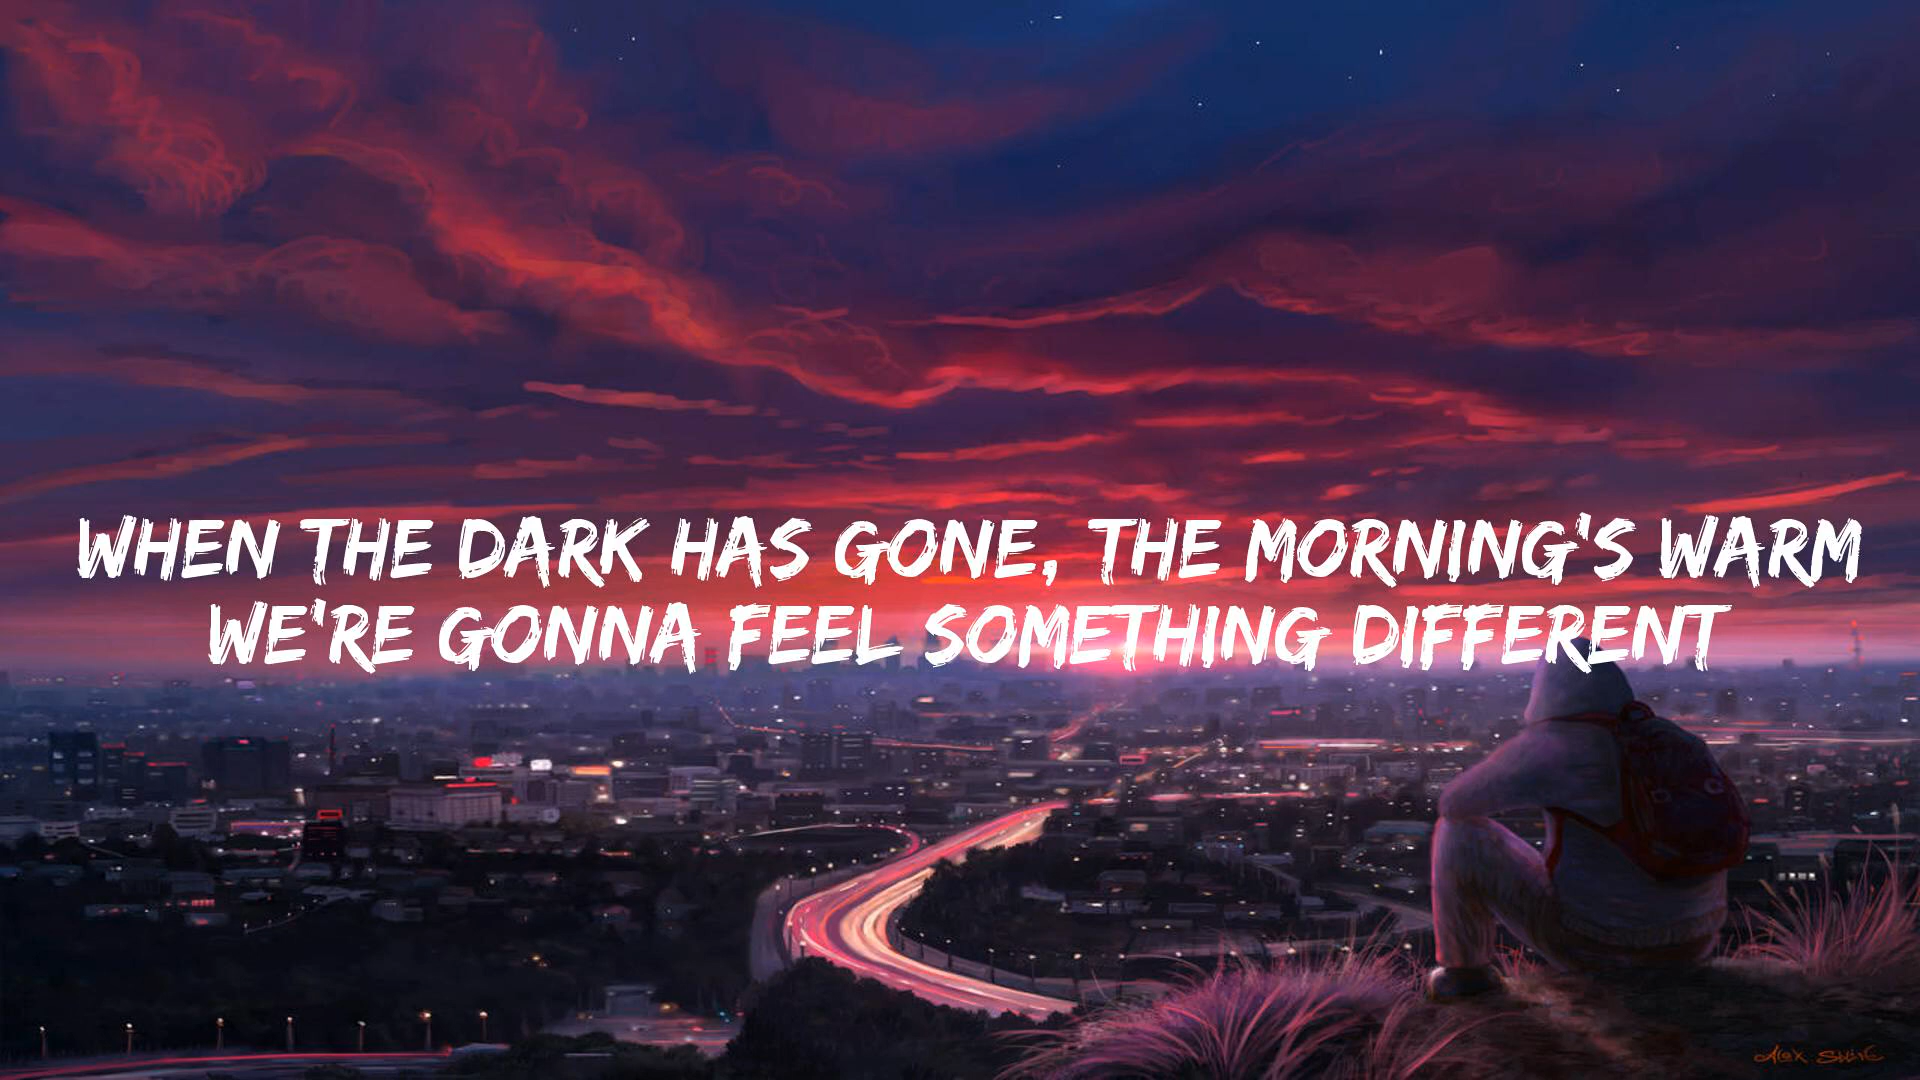 WHEN THE DARK HAS GONE, THE MORNING'S WARM
WE'RE GONNA FEEL SOMETHING DIFFERENT